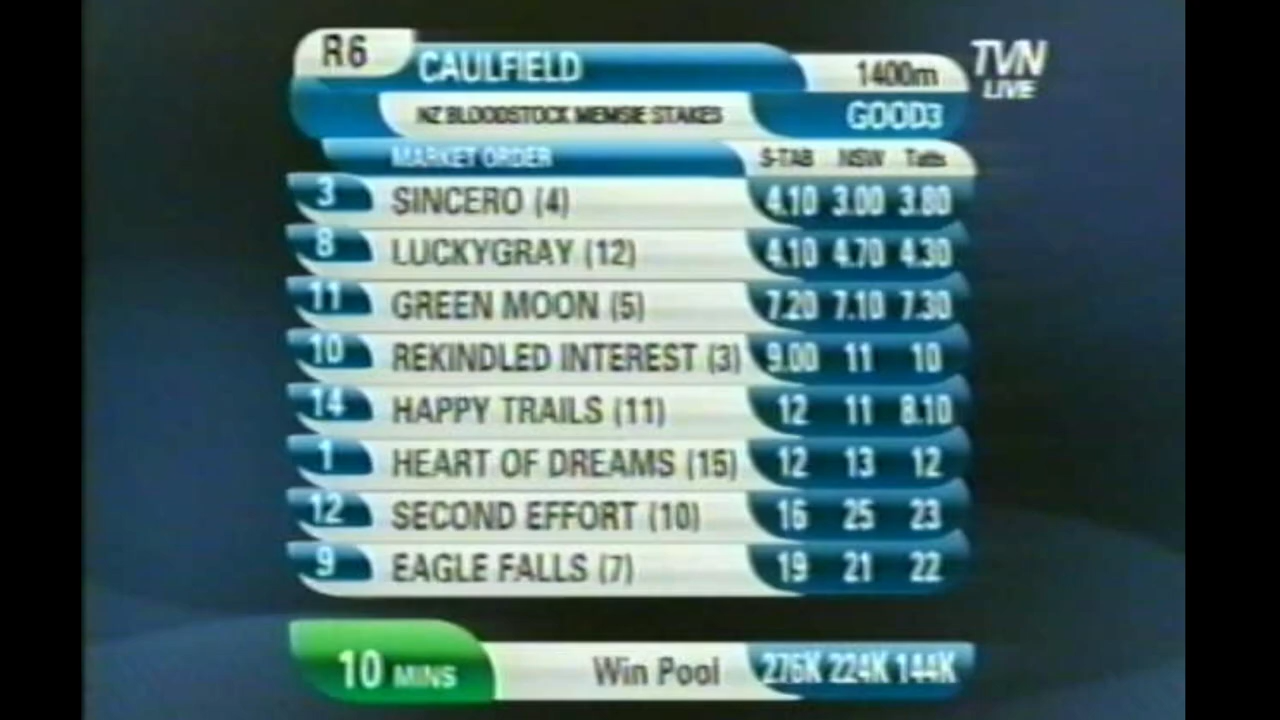 R6 CAULFIELD 1400m TVN
LIVE
NZ BLOODSTOCK MEMSIE STAKES GOOD3
MARKET ORDER S-TAB NSW Tatts
3 SINCERO (4) 4.10 3.00 3.80
8 LUCKYGRAY (12) 4.10 4.70 4.30
11 GREEN MOON (5) 7.20 7.10 7.30
10 REKINDLED INTEREST (3) 9.00 11 10
14 HAPPY TRAILS (11) 12 11 8.10
1 HEART OF DREAMS (15) 12 13 12
12 SECOND EFFORT (10) 16 25 23
9 EAGLE FALLS (7) 19 21 22
10 MINS Win Pool 276K 224K 144K